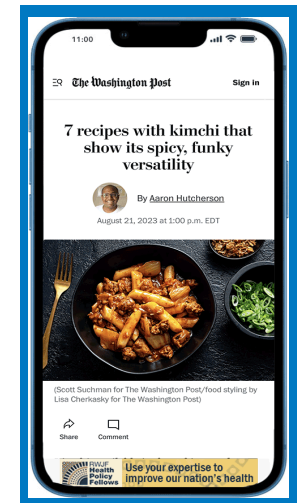 11:00
The Washington Post
Sign in
7 recipes with kimchi that
show its spicy, funky
versatility
By Aaron Hutcherson
August 21, 2023 at 1:00 p.m. EDT
(Scott Suchman for The Washington Post/food styling by
Lisa Cherkasky for The Washington Post)
Share
Comment
RWJF
Health
Policy
Fellows
Use your expertise to
improve our nation's health